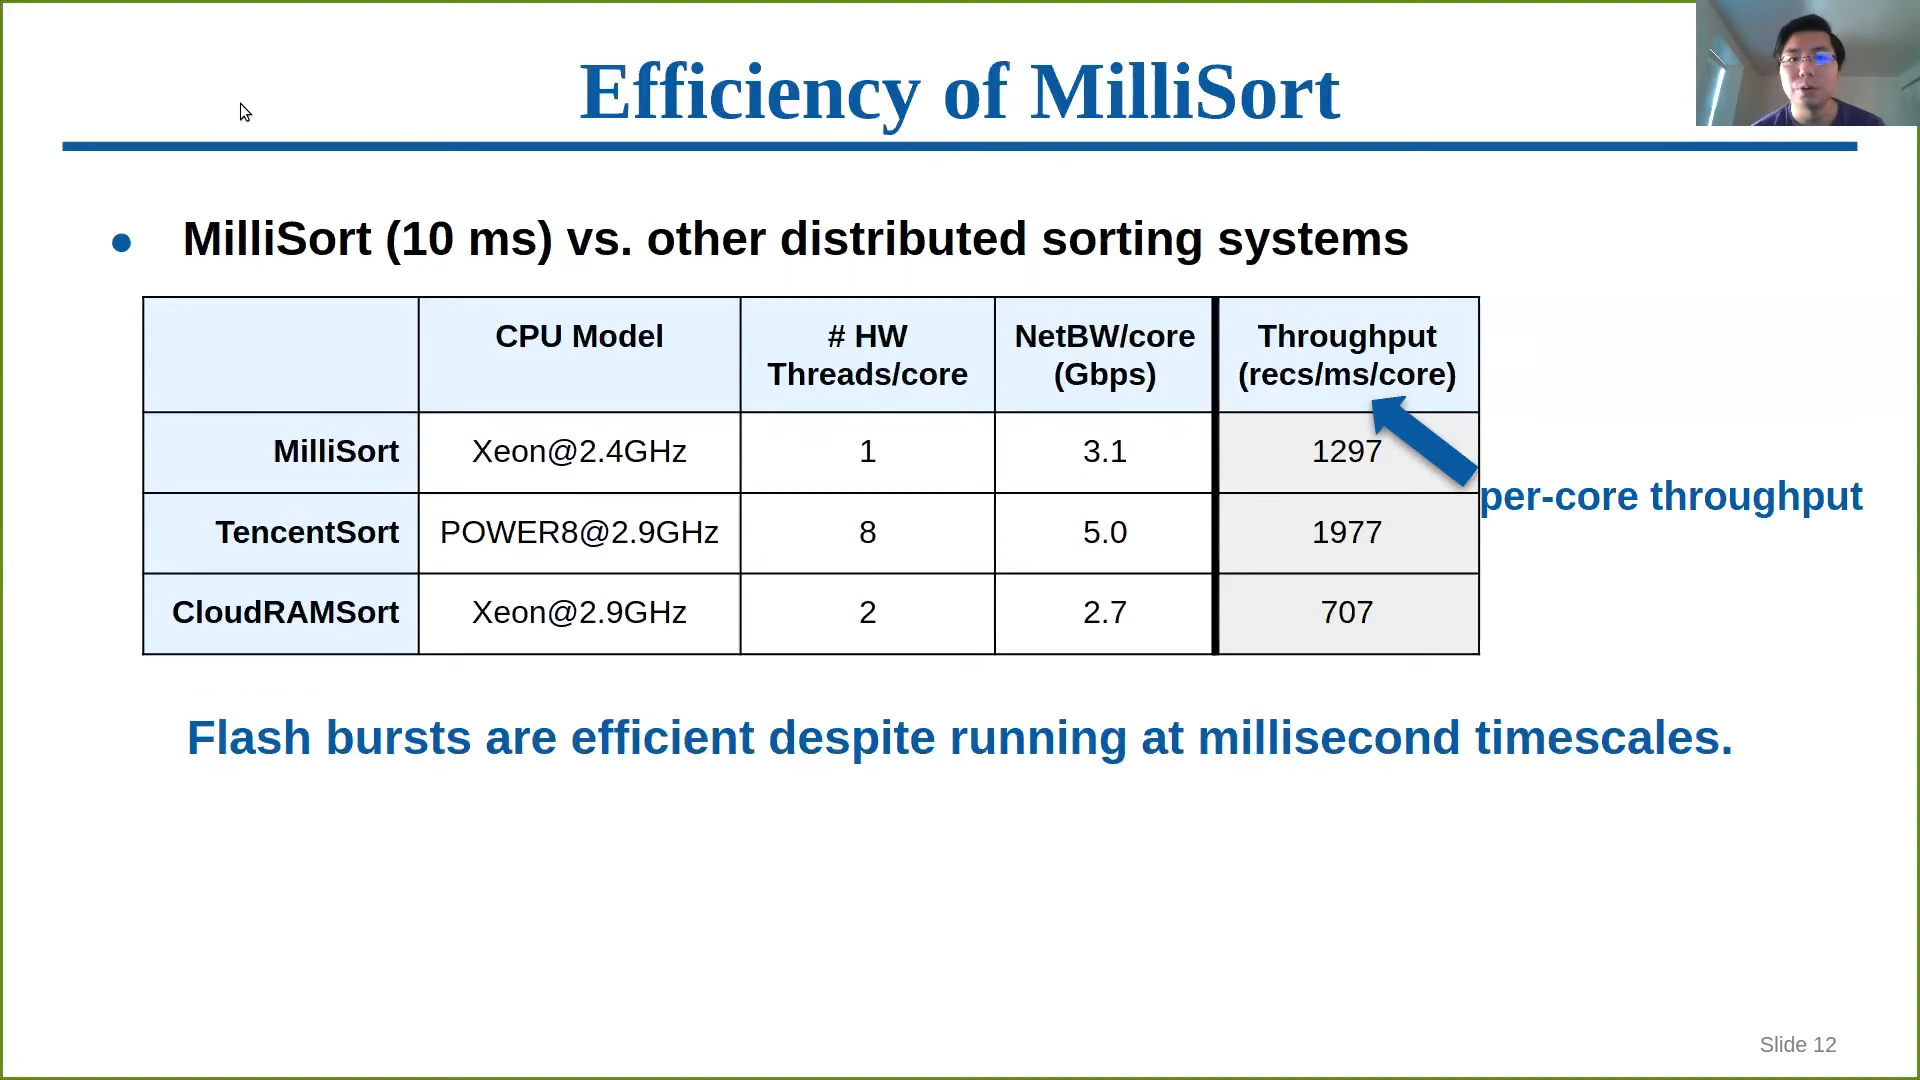 Efficiency of MilliSort
• MilliSort (10 ms) vs. other distributed sorting systems
CPU Model # HW Threads/core NetBW/core (Gbps) Throughput (recs/ms/core)
MilliSort Xeon@2.4GHz 1 3.1 1297
per-core throughput
TencentSort POWER8@2.9GHz 8 5.0 1977
CloudRAMSort Xeon@2.9GHz 2 2.7 707
Flash bursts are efficient despite running at millisecond timescales.
Slide 12